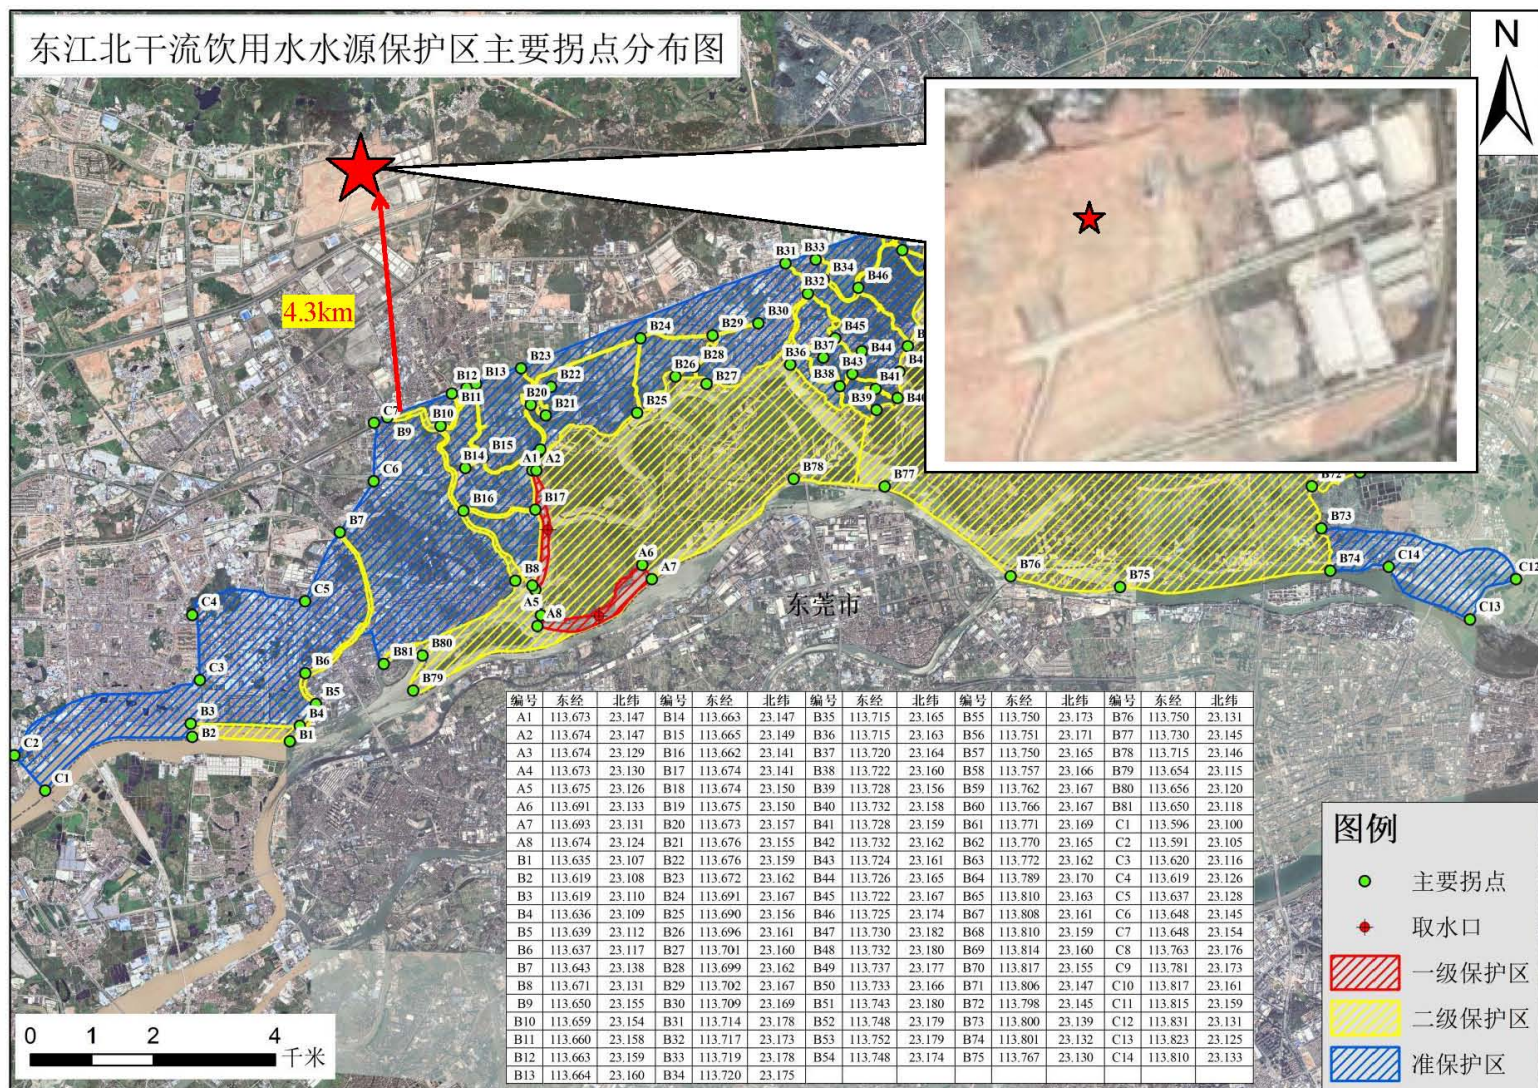 东江北干流饮用水水源保护区主要拐点分布图
N
4.3km
B31
B33
B34
B32
B46
B30
B24
B29
B45
B28
B37
B44
B36
B43
B23
B26
B27
B38
B41
B12
B13
B22
B11
B20
B39
C7
B10
B21
B25
B9
B15
A1
A2
B14
C6
B78
B77
B72
B16
B17
B7
B73
A6
B74
C14
B8
A7
B76
B75
C12
C5
A5
C4
A8
东莞市
C13
B81
B80
C3
B6
B79
B5
B3
B4
B2
B1
C2
C1
编号 东经 北纬 编号 东经 北纬 编号 东经 北纬 编号 东经 北纬 编号 东经 北纬
A1 113.673 23.147 B14 113.663 23.147 B35 113.715 23.165 B55 113.750 23.173 B76 113.750 23.131
A2 113.674 23.147 B15 113.665 23.149 B36 113.715 23.163 B56 113.751 23.171 B77 113.730 23.145
A3 113.674 23.129 B16 113.662 23.141 B37 113.720 23.164 B57 113.750 23.165 B78 113.715 23.146
A4 113.673 23.130 B17 113.674 23.141 B38 113.722 23.160 B58 113.757 23.166 B79 113.654 23.115
A5 113.675 23.126 B18 113.674 23.150 B39 113.728 23.156 B59 113.762 23.167 B80 113.656 23.120
A6 113.691 23.133 B19 113.675 23.150 B40 113.732 23.158 B60 113.766 23.167 B81 113.650 23.118
A7 113.693 23.131 B20 113.673 23.157 B41 113.728 23.159 B61 113.771 23.169 C1 113.596 23.100
A8 113.674 23.124 B21 113.676 23.155 B42 113.732 23.162 B62 113.770 23.165 C2 113.591 23.105
B1 113.635 23.107 B22 113.676 23.159 B43 113.724 23.161 B63 113.772 23.162 C3 113.620 23.116
B2 113.619 23.108 B23 113.672 23.162 B44 113.726 23.165 B64 113.789 23.170 C4 113.619 23.126
B3 113.619 23.110 B24 113.691 23.167 B45 113.722 23.167 B65 113.810 23.163 C5 113.637 23.128
B4 113.636 23.109 B25 113.690 23.156 B46 113.725 23.174 B67 113.808 23.161 C6 113.648 23.145
B5 113.639 23.112 B26 113.696 23.161 B47 113.730 23.182 B68 113.810 23.159 C7 113.648 23.154
B6 113.637 23.117 B27 113.701 23.160 B48 113.732 23.180 B69 113.814 23.160 C8 113.763 23.176
B7 113.643 23.138 B28 113.699 23.162 B49 113.737 23.177 B70 113.817 23.155 C9 113.781 23.173
B8 113.671 23.131 B29 113.702 23.167 B50 113.733 23.166 B71 113.806 23.147 C10 113.817 23.161
B9 113.650 23.155 B30 113.709 23.169 B51 113.743 23.180 B72 113.798 23.145 C11 113.815 23.159
B10 113.659 23.154 B31 113.714 23.178 B52 113.748 23.179 B73 113.800 23.139 C12 113.831 23.131
B11 113.660 23.158 B32 113.717 23.173 B53 113.752 23.179 B74 113.801 23.132 C13 113.823 23.125
B12 113.663 23.159 B33 113.719 23.178 B54 113.748 23.174 B75 113.767 23.130 C14 113.810 23.133
B13 113.664 23.160 B34 113.720 23.175
图例
主要拐点
取水口
一级保护区
二级保护区
准保护区
0 1 2 4
千米